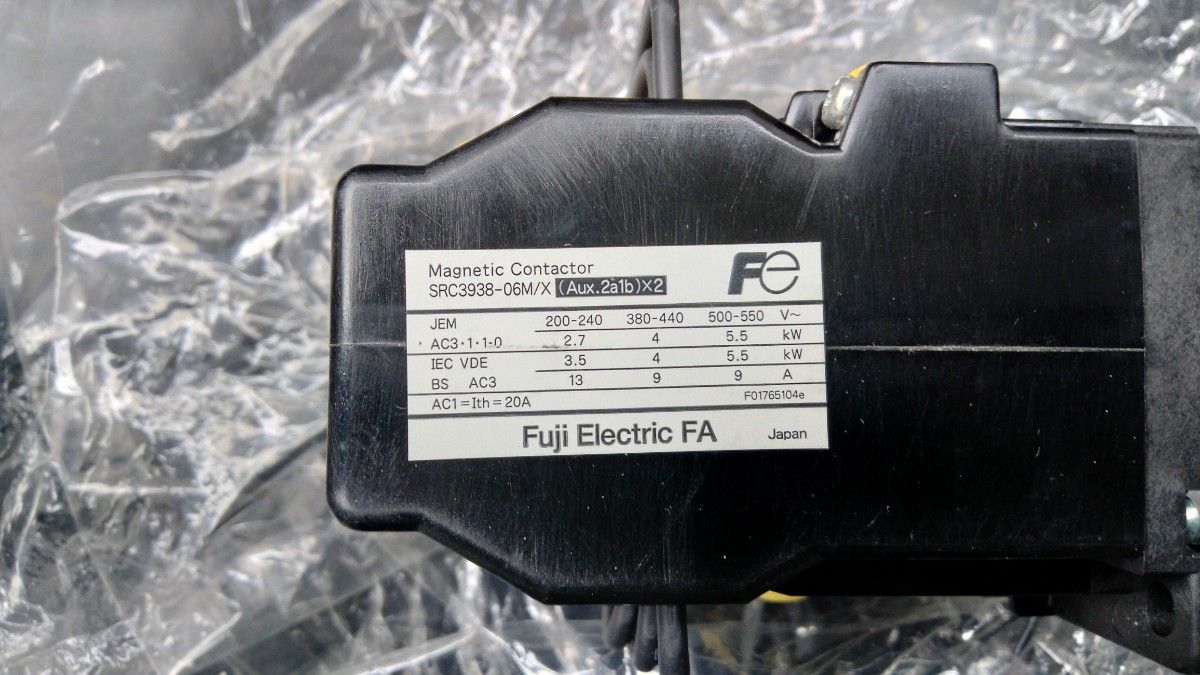 Magnetic Contactor
SRC3938-06M/X (Aux.2a1b)×2
Fe
JEM 200-240 380-440 500-550 V~
AC3・1・1-0 2.7 4 5.5 kW
IEC VDE 3.5 4 5.5 kW
BS AC3 13 9 9 A
AC1=Ith=20A F01765104e
Fuji Electric FA Japan